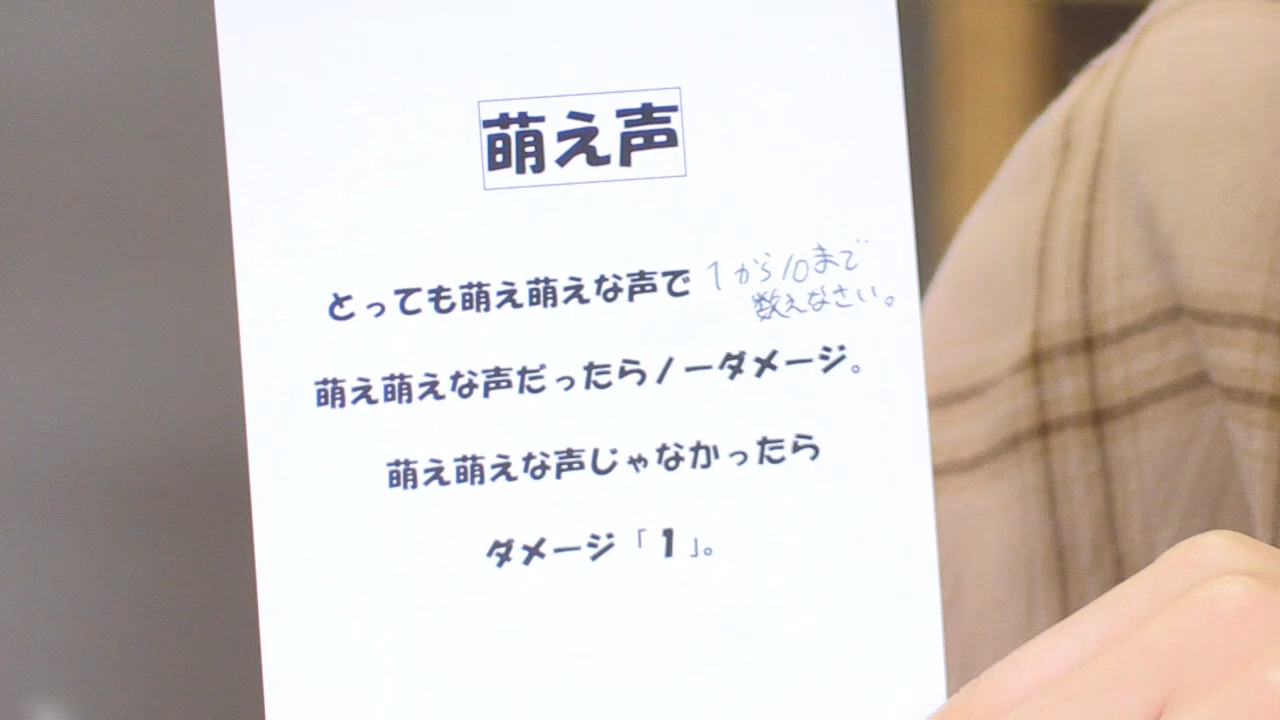 萌え声
とっても萌え萌えな声で 1から10まで
数えなさい。
萌え萌えな声だったらノーダメージ。
萌え萌えな声じゃなかったら
ダメージ「1」。